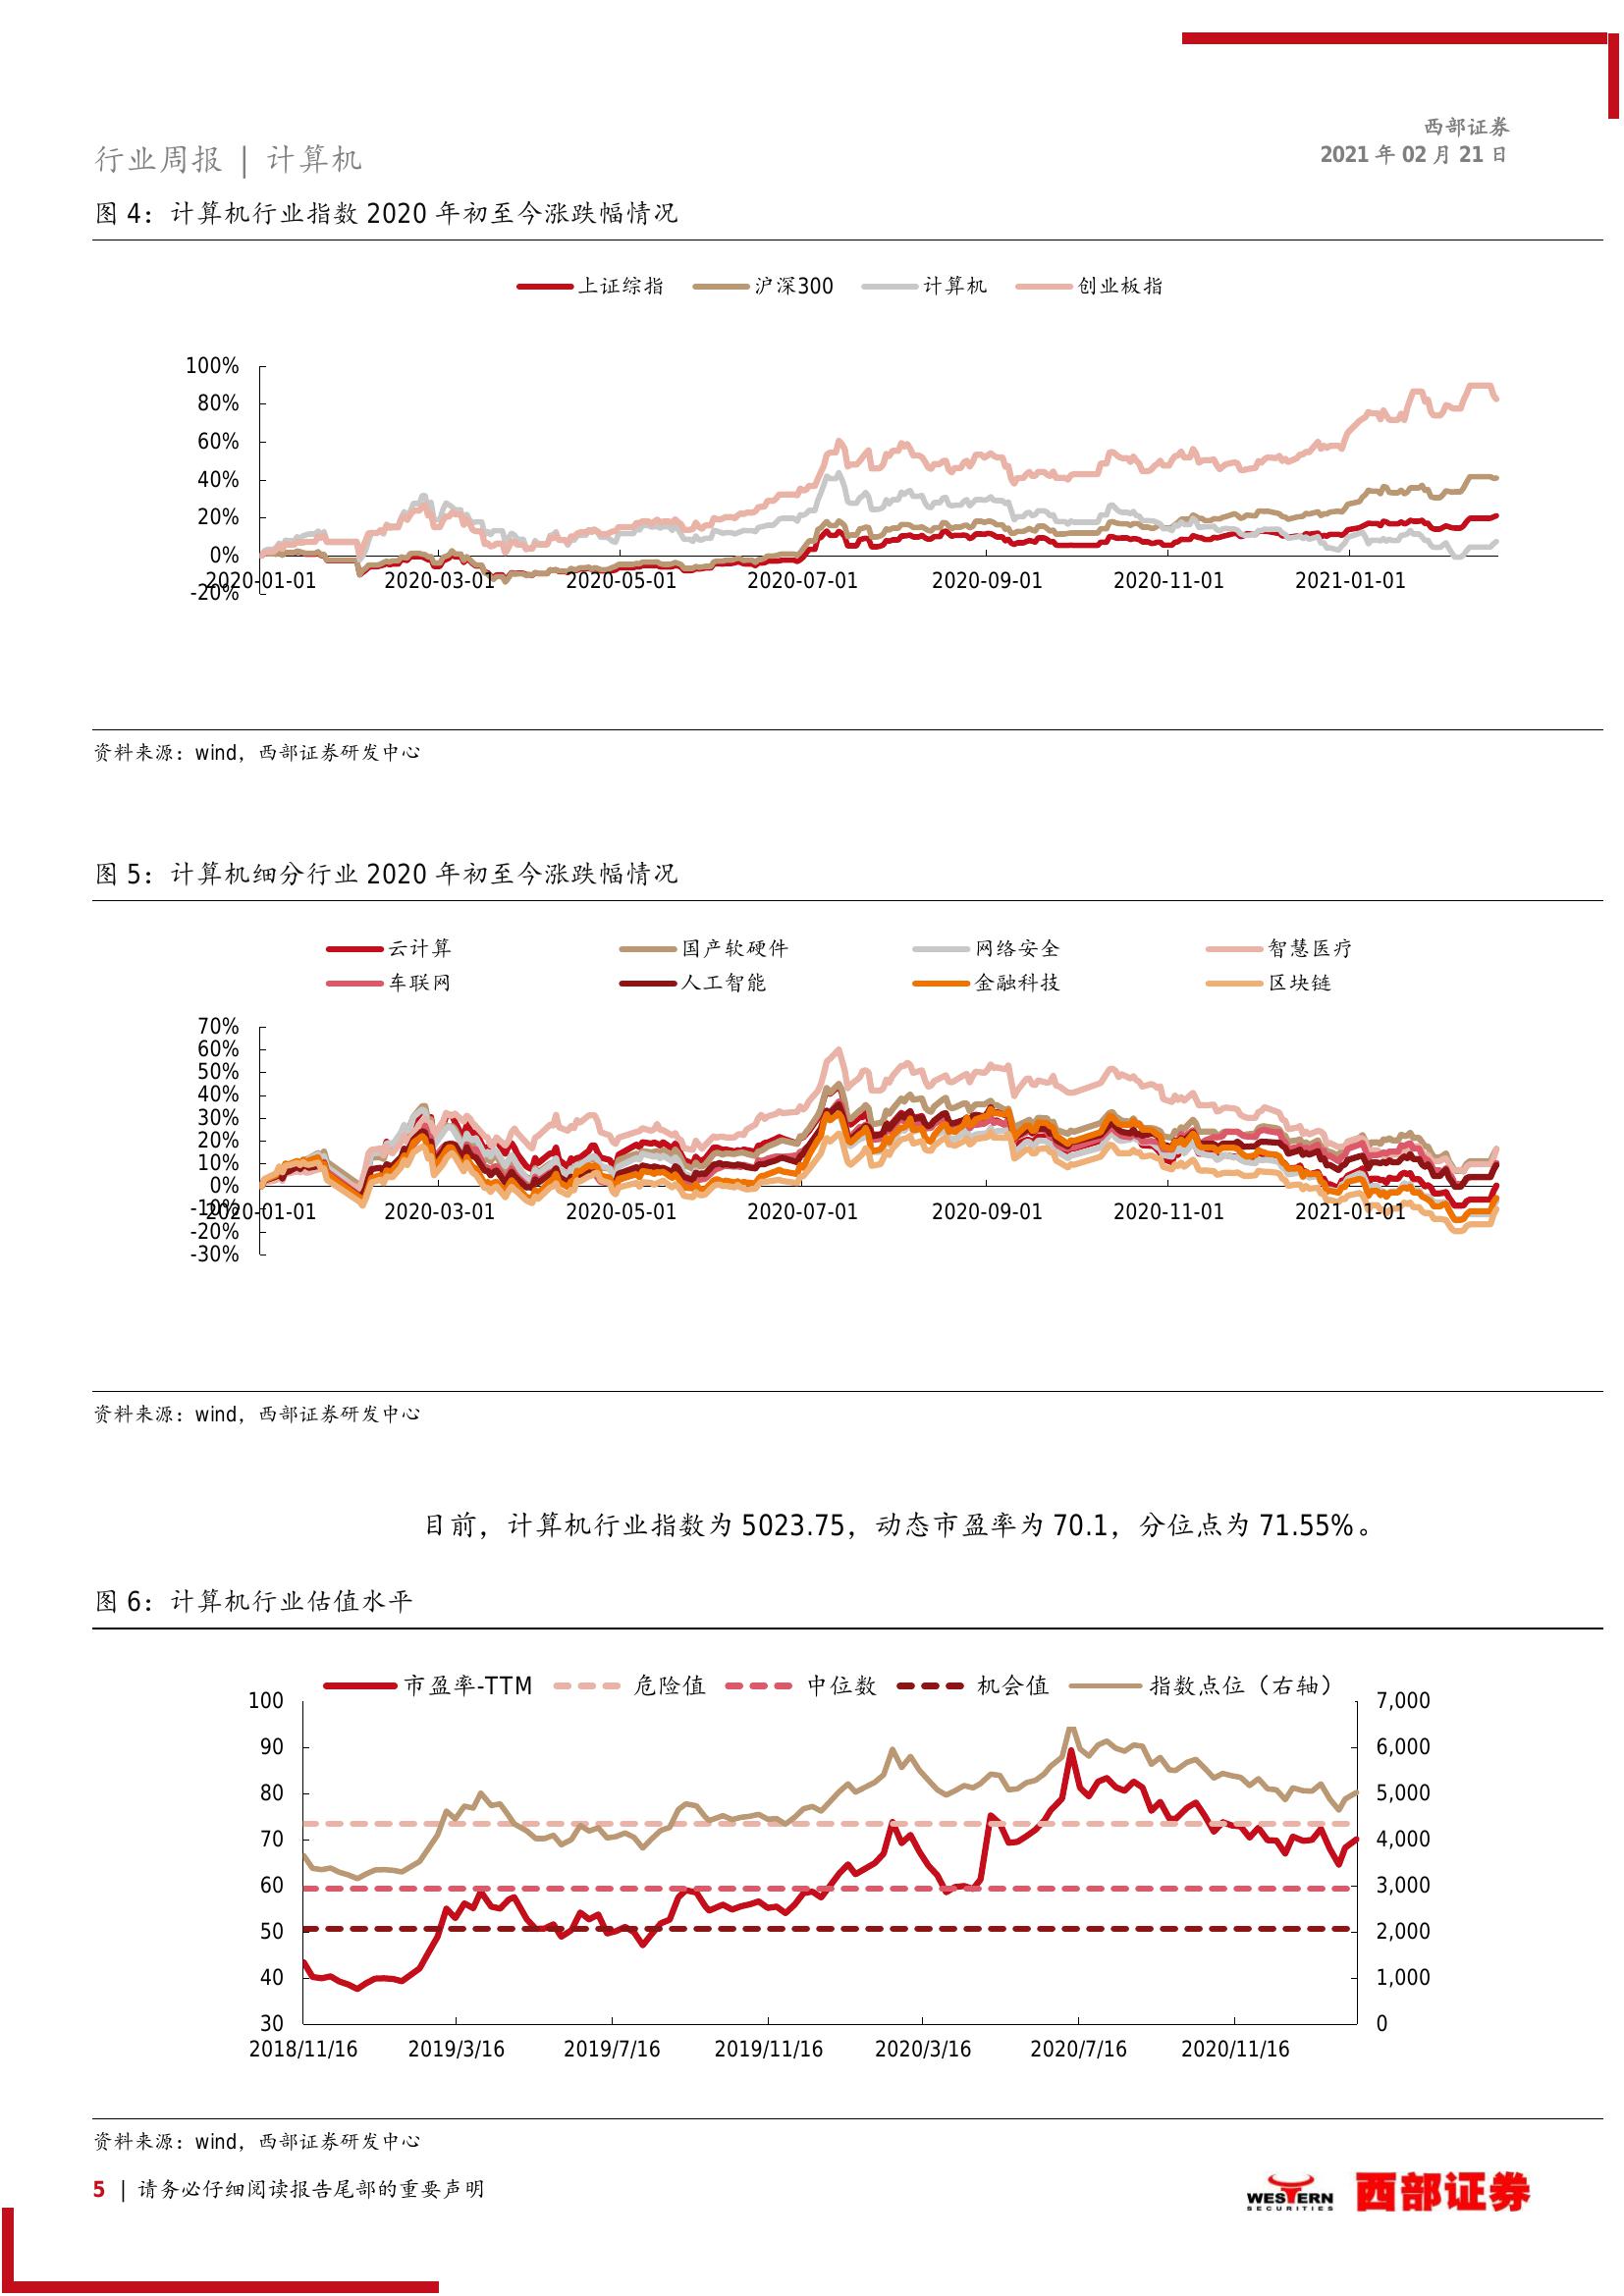 西部证券
2021 年 02 月 21 日
行业周报 | 计算机
图 4：计算机行业指数 2020 年初至今涨跌幅情况
上证综指 沪深300 计算机 创业板指
100%
80%
60%
40%
20%
0%
-20%
2020-01-01 2020-03-01 2020-05-01 2020-07-01 2020-09-01 2020-11-01 2021-01-01
资料来源：wind，西部证券研发中心
图 5：计算机细分行业 2020 年初至今涨跌幅情况
云计算 国产软硬件 网络安全 智慧医疗
车联网 人工智能 金融科技 区块链
70%
60%
50%
40%
30%
20%
10%
0%
-10%
-20%
-30%
2020-01-01 2020-03-01 2020-05-01 2020-07-01 2020-09-01 2020-11-01 2021-01-01
资料来源：wind，西部证券研发中心
目前，计算机行业指数为 5023.75，动态市盈率为 70.1，分位点为 71.55%。
图 6：计算机行业估值水平
市盈率-TTM 危险值 中位数 机会值 指数点位（右轴）
100 7,000
90 6,000
80 5,000
70 4,000
60 3,000
50 2,000
40 1,000
30 0
2018/11/16 2019/3/16 2019/7/16 2019/11/16 2020/3/16 2020/7/16 2020/11/16
资料来源：wind，西部证券研发中心
5 | 请务必仔细阅读报告尾部的重要声明
WESTERN
SECURITIES
西部证券